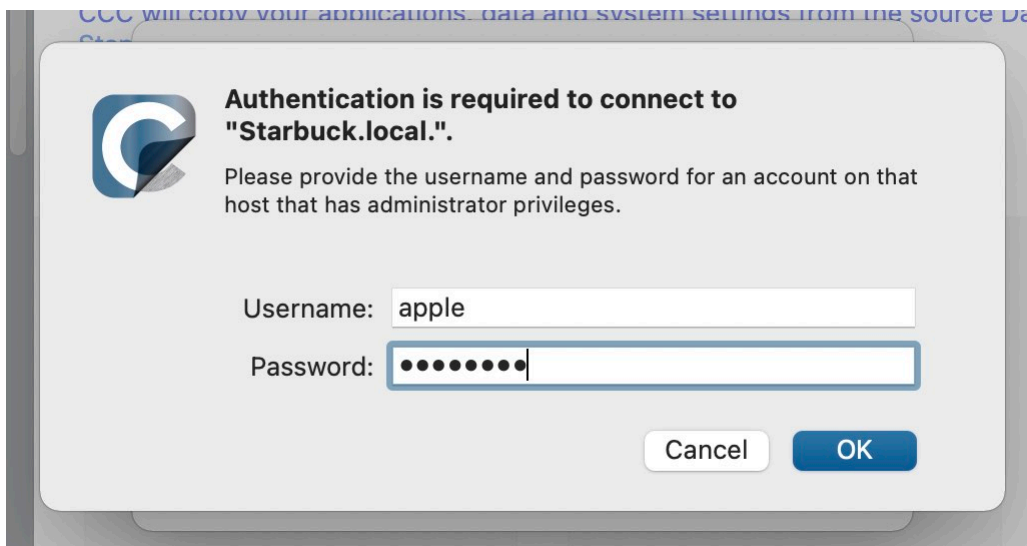 CCC will copy your applications, data and system settings from the source Da
Authentication is required to connect to
"Starbuck.local.".
Please provide the username and password for an account on that
host that has administrator privileges.
Username: apple
Password: ••••••••
Cancel OK